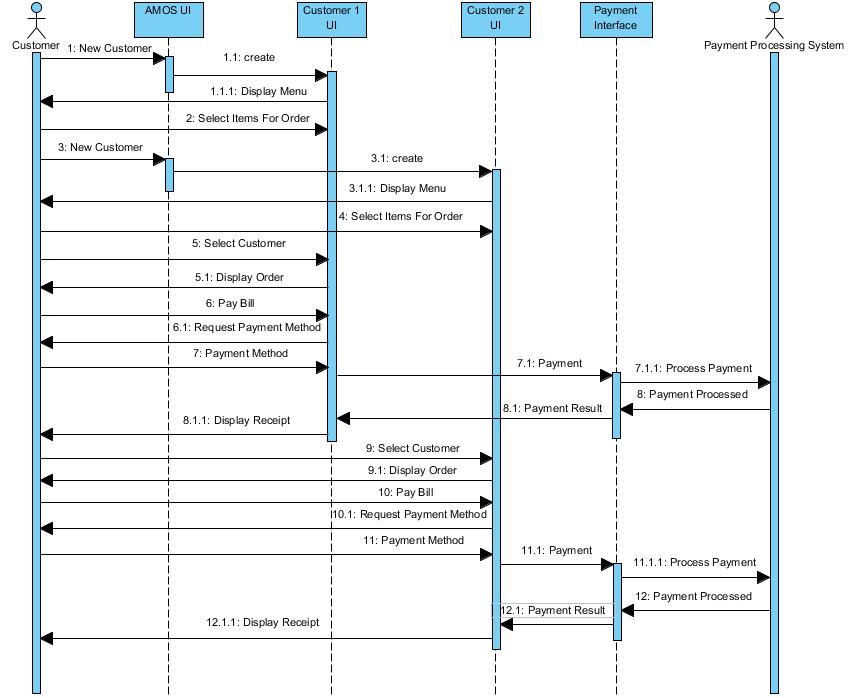 AMOS UI
Customer 1
UI
Customer 2
UI
Payment
Interface
Customer
Payment Processing System
1: New Customer
1.1: create
1.1.1: Display Menu
2: Select Items For Order
3: New Customer
3.1: create
3.1.1: Display Menu
4: Select Items For Order
5: Select Customer
5.1: Display Order
6: Pay Bill
6.1: Request Payment Method
7: Payment Method
7.1: Payment
7.1.1: Process Payment
8: Payment Processed
8.1: Payment Result
8.1.1: Display Receipt
9: Select Customer
9.1: Display Order
10: Pay Bill
10.1: Request Payment Method
11: Payment Method
11.1: Payment
11.1.1: Process Payment
12: Payment Processed
12.1: Payment Result
12.1.1: Display Receipt